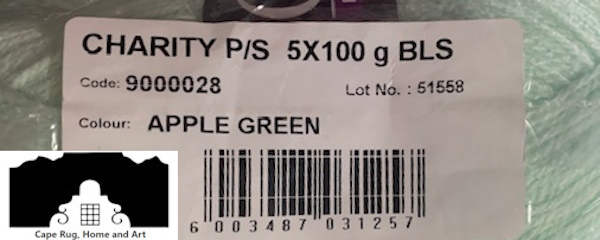 CHARITY P/S 5X100 g BLS
Code: 9000028
Lot No. : 51558
Colour: APPLE GREEN
6 003487 031257
Cape Rug, Home and Art